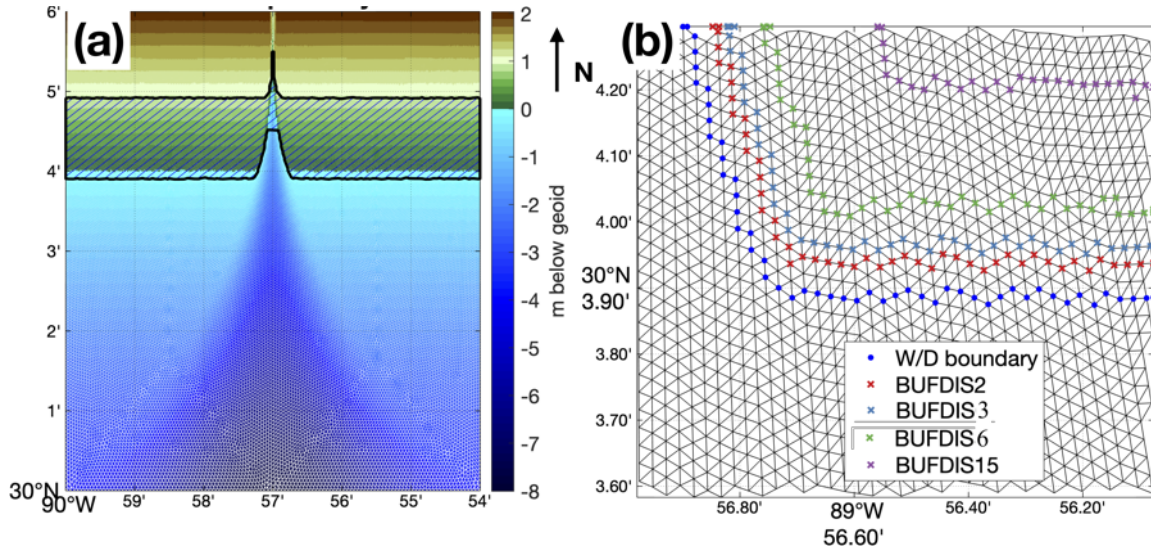 (a)
6'
5'
4'
3'
2'
1'
30°N
90°W
59'
58'
57'
56'
55'
54'
2
1
0
-1
-2
-3
-4
-5
-6
-7
-8
m below geoid
N
(b)
4.20'
4.10'
4.00'
30°N
3.90'
3.80'
3.70'
3.60'
W/D boundary
BUFDIS2
BUFDIS3
BUFDIS6
BUFDIS15
56.80'
89°W
56.60'
56.40'
56.20'